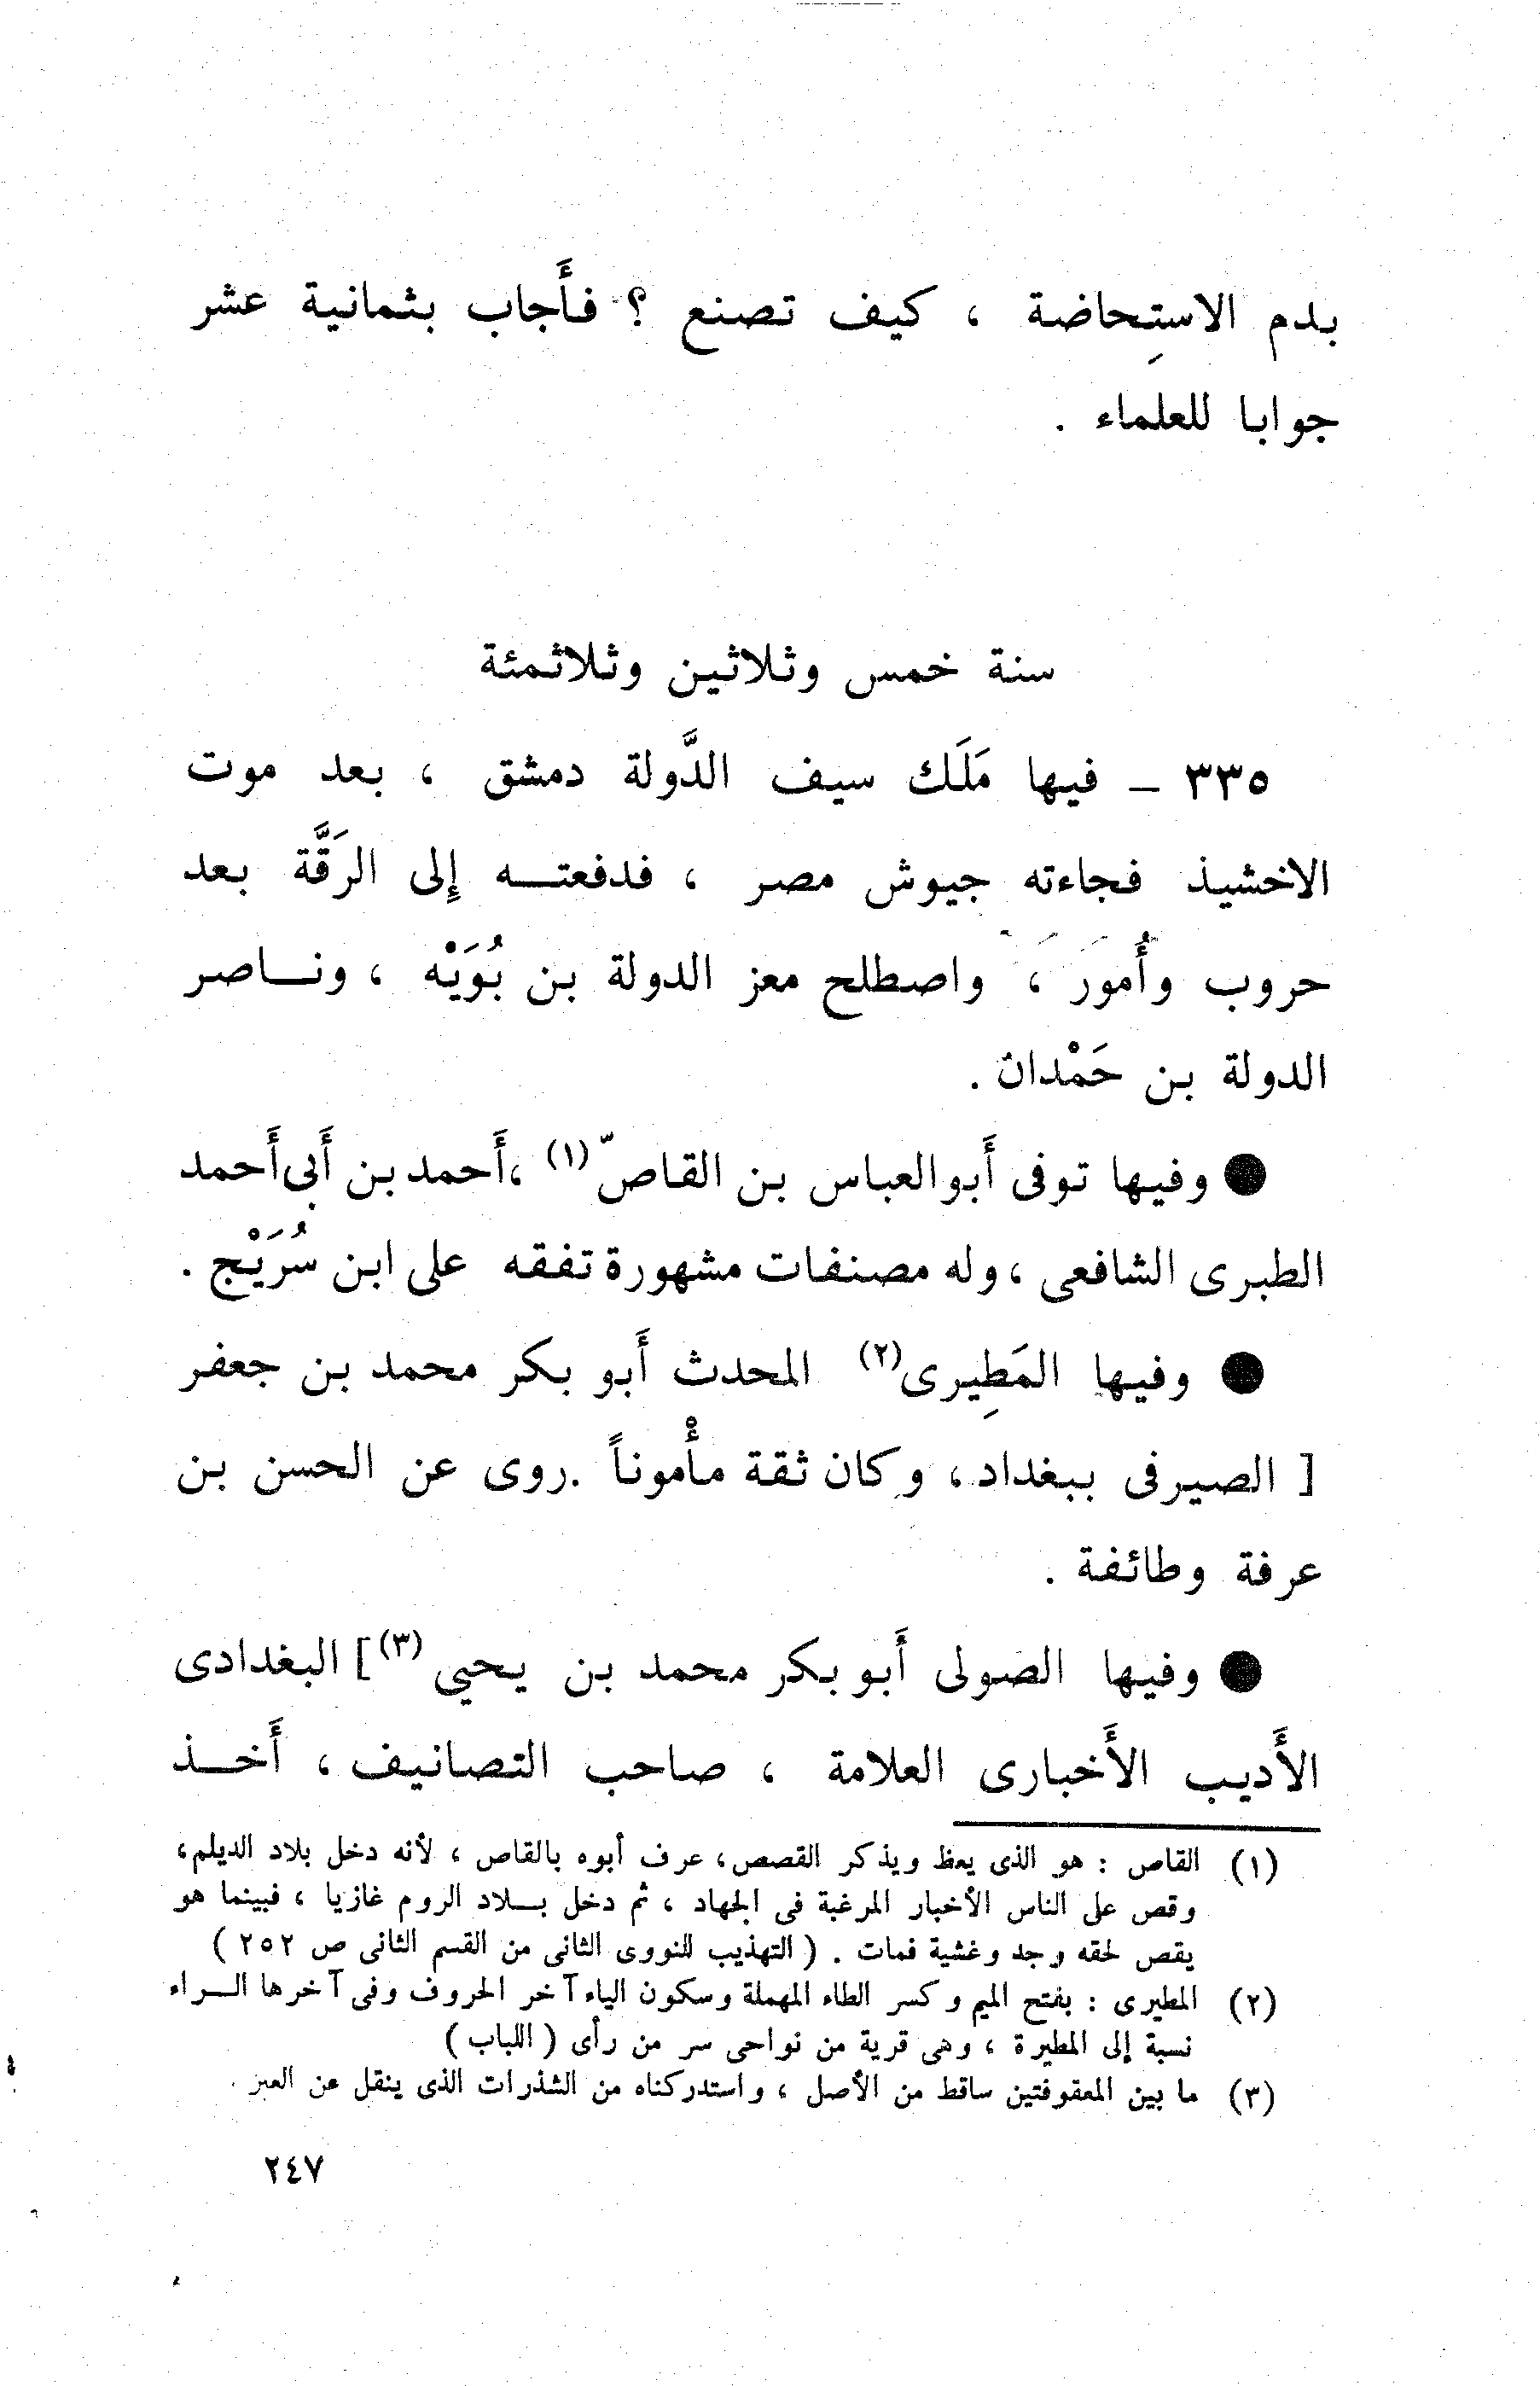 بدم الاستِحاضة ، كيف تصنع ؟ فأَجاب بثمانية عشر
جوابا للعلماء .
سنة خمس وثلاثين وثلاثمئة
٣٣٥ - فيها مَلَك سيف الدَّولة دمشق ، بعد موت
الاخشيذ فجاءته جيوش مصر ، فدفعتـه إلى الرَقَّة بعد
حروب وأُمورَ ، واصطلح معز الدولة بن بُوَيْه ، ونـاصر
الدولة بن حَمْدان .
● وفيها توفى أَبو العباس بن القاصّ (١) ، أَحمد بن أَبى أَحمد
الطبرى الشافعى ، وله مصنفات مشهورة تفقه على ابن سُرَيْج .
● وفيها المَطِيرى (٢) المحدث أَبو بكر محمد بن جعفر
[ الصيرفى ببغداد ، وكان ثقة مأْموناً . روى عن الحسن بن
عرفة وطائفة .
● وفيها الصولى أَبو بكر محمد بن يحيى (٣) ] البغدادى
الأَديب الأَخبارى العلامة ، صاحب التصانيف ، أَخـذ
(١) القاص : هو الذى يعظ ويذكر القصص ، عرف أبوه بالقاص ، لأنه دخل بلاد الديلم ،
وقص على الناس الأخبار المرغبة فى الجهاد ، ثم دخل بـلاد الروم غازيا ، فبينما هو
يقص لحقه وجد وغشية فمات . ( التهذيب للنووى الثانى من القسم الثانى ص ٢٥٢ )
(٢) المطيرى : بفتح الميم وكسر الطاء المهملة وسكون الياء آخر الحروف وفى آخرها الـراء
نسبة إلى المطيرة ، وهى قرية من نواحى سر من رأى ( اللباب )
(٣) ما بين المعقوفتين ساقط من الأصل ، واستدركناه من الشذرات الذى ينقل عن العبر .
٢٤٧